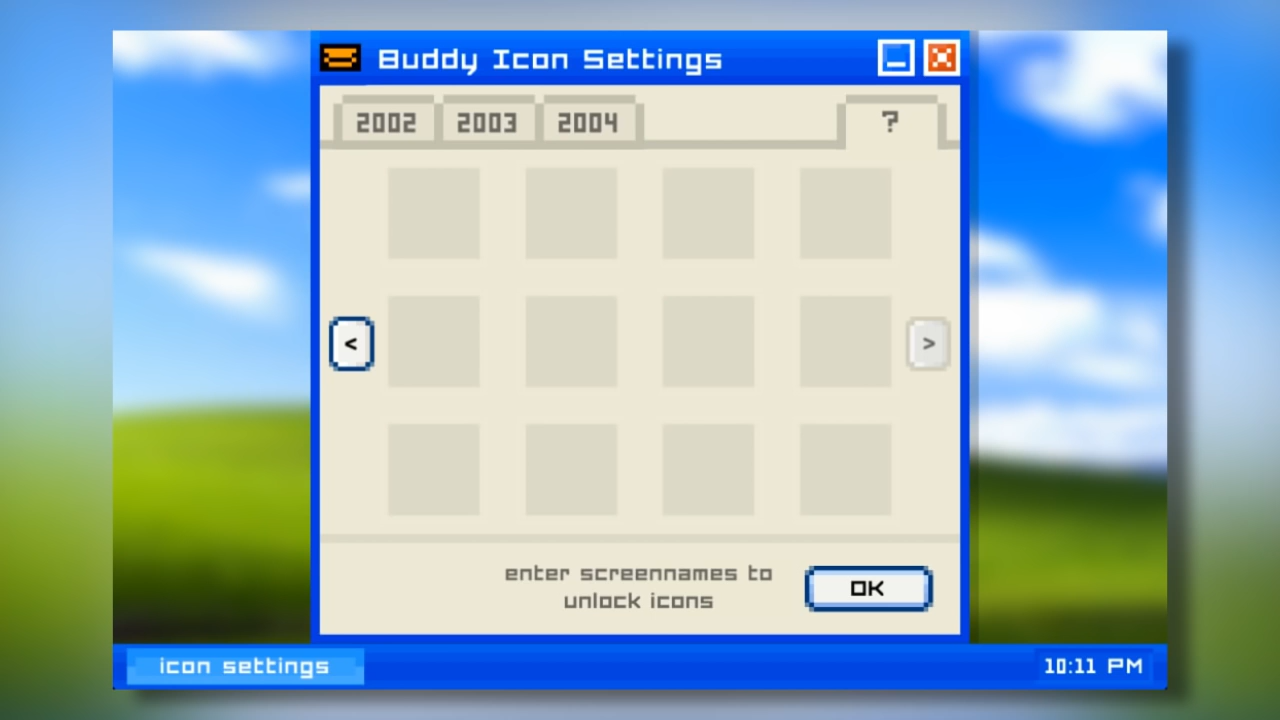 Buddy Icon Settings
2002 2003 2004 ?
<
>
enter screennames to
unlock icons
OK
icon settings
10:11 PM